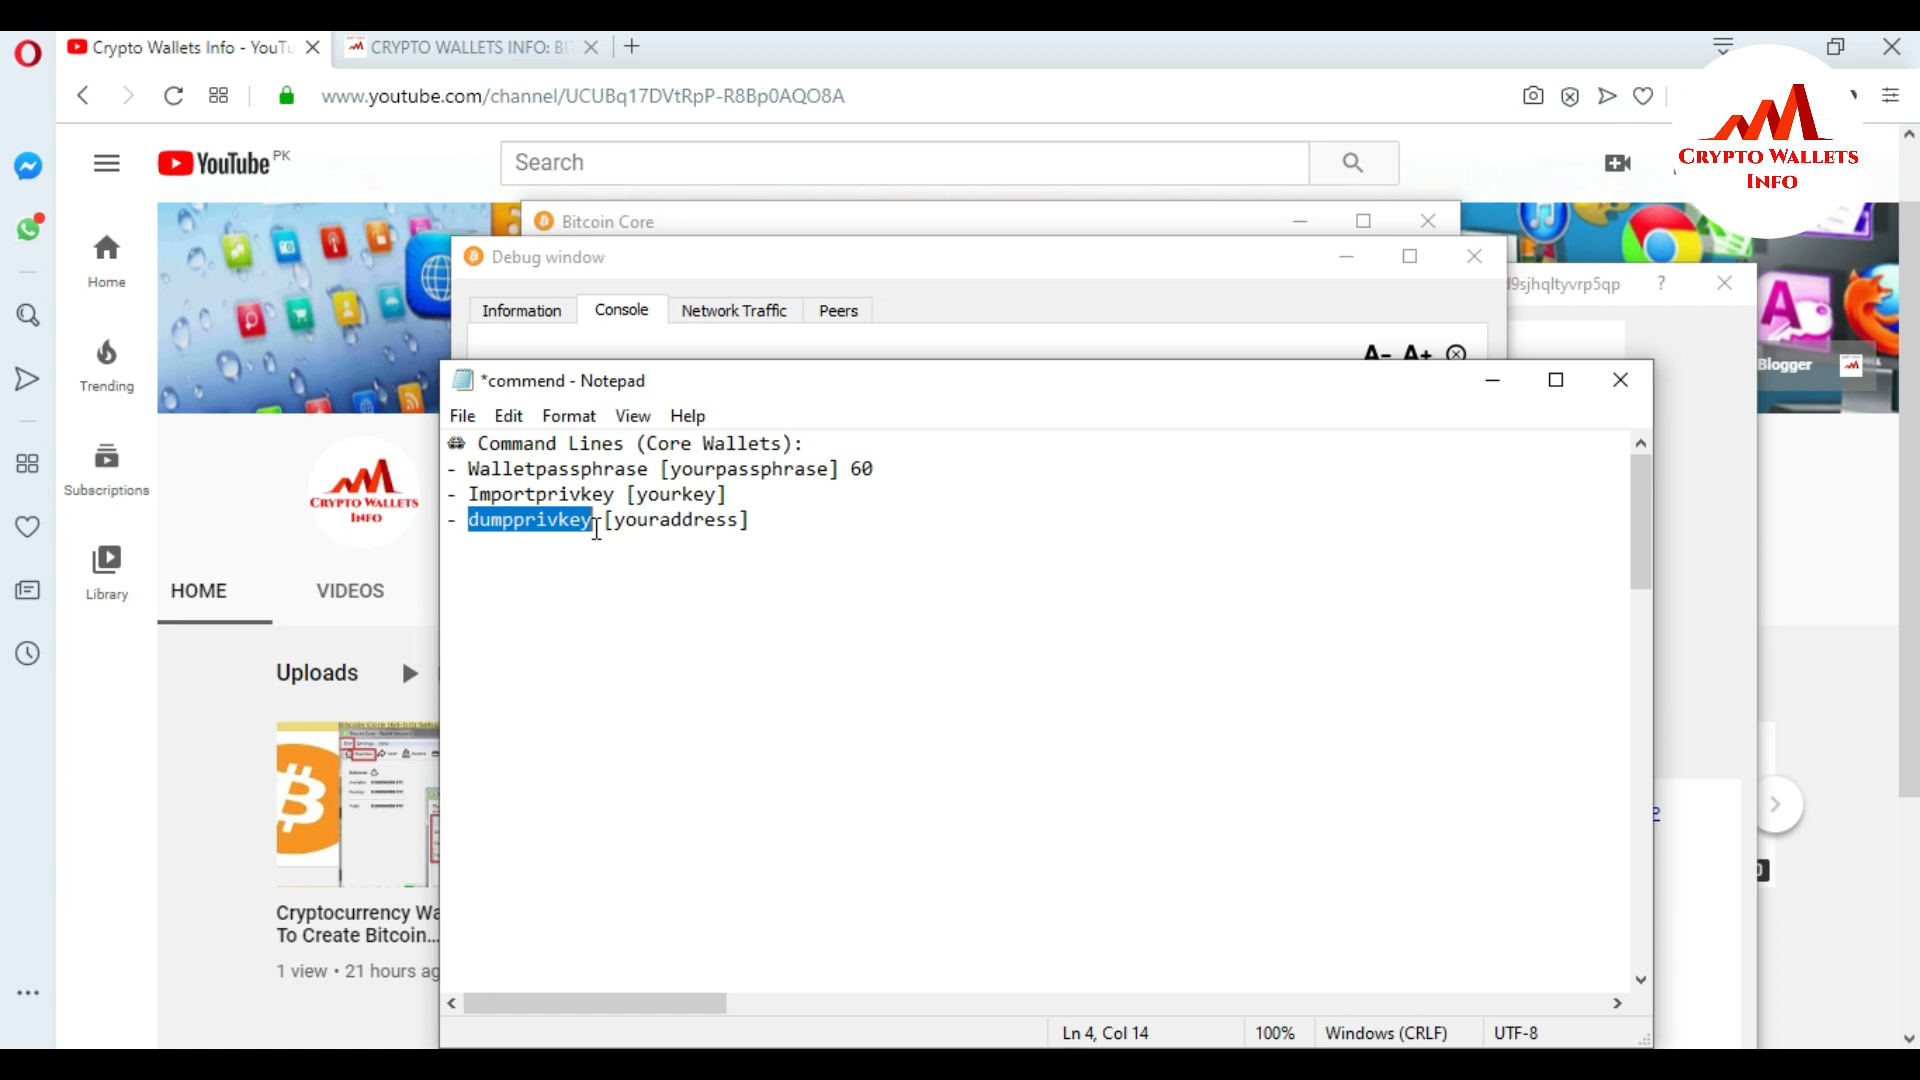 Crypto Wallets Info - YouTu
CRYPTO WALLETS INFO: BI
www.youtube.com/channel/UCUBq17DVtRpP-R8Bp0AQO8A
CRYPTO WALLETS
INFO
YouTube PK
Search
Bitcoin Core
Debug window
Information
Console
Network Traffic
Peers
d9sjhqltyvrp5qp
?
A- A+
Blogger
Home
Trending
Subscriptions
Library
CRYPTO WALLETS
INFO
HOME
VIDEOS
Uploads
*commend - Notepad
File Edit Format View Help
Command Lines (Core Wallets):
- Walletpassphrase [yourpassphrase] 60
- Importprivkey [yourkey]
- dumpprivkey [youraddress]
Cryptocurrency Wa
To Create Bitcoin...
1 view • 21 hours ag
Ln 4, Col 14
100%
Windows (CRLF)
UTF-8